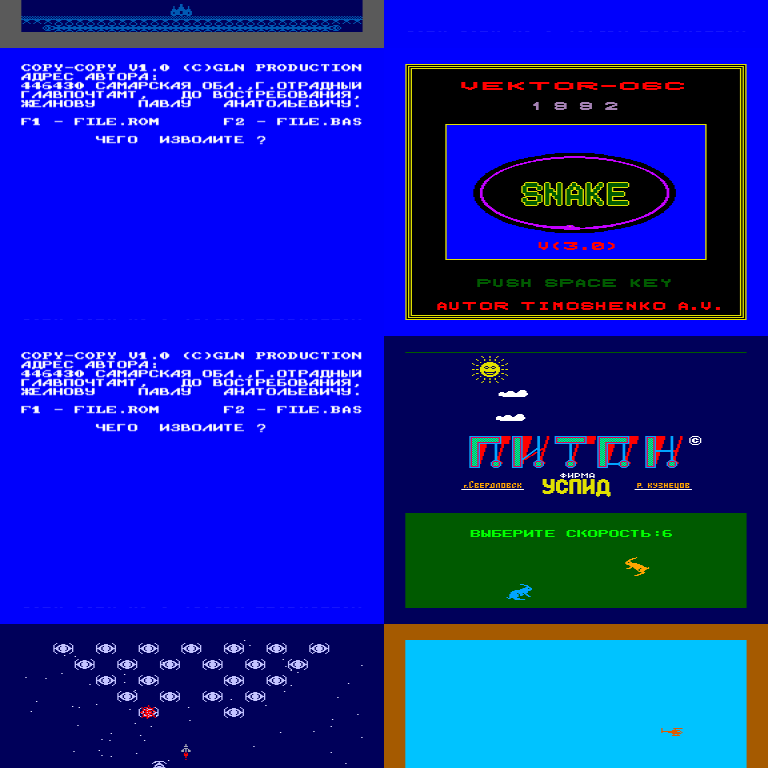 COPY-COPY V1.0 (C)GLN PRODUCTION
АДРЕС АВТОРА:
446430 САМАРСКАЯ ОБЛ.,Г.ОТРАДНЫЙ
ГЛАВПОЧТАМТ, ДО ВОСТРЕБОВАНИЯ,
ЖЕЛНОВУ ПАВЛУ АНАТОЛЬЕВИЧУ.
F1 - FILE.ROM F2 - FILE.BAS
ЧЕГО ИЗВОЛИТЕ ?
VEKTOR-06C
1992
SNAKE
V(3.0)
PUSH SPACE KEY
AUTOR TIMOSHENKO A.V.
COPY-COPY V1.0 (C)GLN PRODUCTION
АДРЕС АВТОРА:
446430 САМАРСКАЯ ОБЛ.,Г.ОТРАДНЫЙ
ГЛАВПОЧТАМТ, ДО ВОСТРЕБОВАНИЯ,
ЖЕЛНОВУ ПАВЛУ АНАТОЛЬЕВИЧУ.
F1 - FILE.ROM F2 - FILE.BAS
ЧЕГО ИЗВОЛИТЕ ?
ПИТОН ©
ФИРМА
г.СВЕРДЛОВСК УСПИД Р. КУЗНЕЦОВ
ВЫБЕРИТЕ СКОРОСТЬ:6